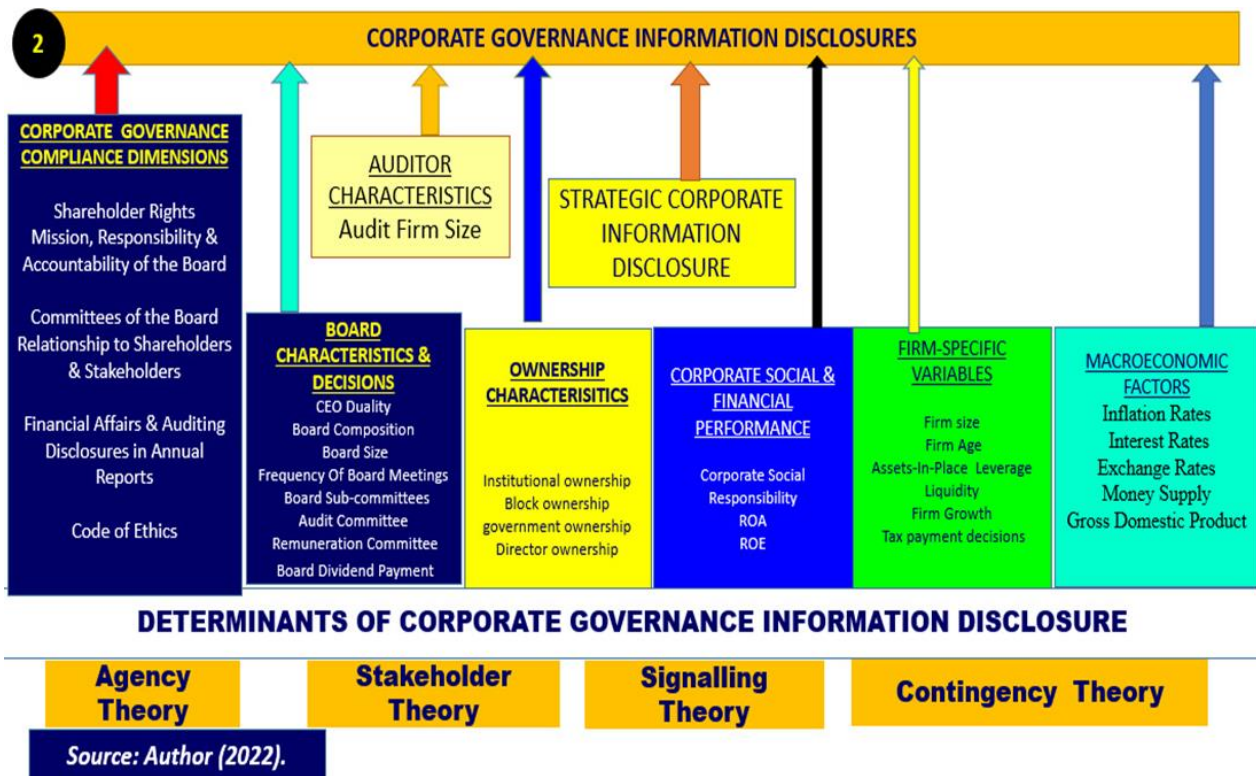 2
CORPORATE GOVERNANCE INFORMATION DISCLOSURES
CORPORATE GOVERNANCE
COMPLIANCE DIMENSIONS
Shareholder Rights
Mission, Responsibility &
Accountability of the Board
Committees of the Board
Relationship to Shareholders
& Stakeholders
Financial Affairs & Auditing
Disclosures in Annual
Reports
Code of Ethics
BOARD
CHARACTERISTICS &
DECISIONS
CEO Duality
Board Composition
Board Size
Frequency Of Board Meetings
Board Sub-committees
Audit Committee
Remuneration Committee
Board Dividend Payment
AUDITOR
CHARACTERISTICS
Audit Firm Size
OWNERSHIP
CHARACTERISITICS
Institutional ownership
Block ownership
government ownership
Director ownership
STRATEGIC CORPORATE
INFORMATION
DISCLOSURE
CORPORATE SOCIAL &
FINANCIAL
PERFORMANCE
Corporate Social
Responsibility
ROA
ROE
FIRM-SPECIFIC
VARIABLES
Firm size
Firm Age
Assets-In-Place Leverage
Liquidity
Firm Growth
Tax payment decisions
MACROECONOMIC
FACTORS
Inflation Rates
Interest Rates
Exchange Rates
Money Supply
Gross Domestic Product
DETERMINANTS OF CORPORATE GOVERNANCE INFORMATION DISCLOSURE
Agency
Theory
Stakeholder
Theory
Signalling
Theory
Contingency Theory
Source: Author (2022).